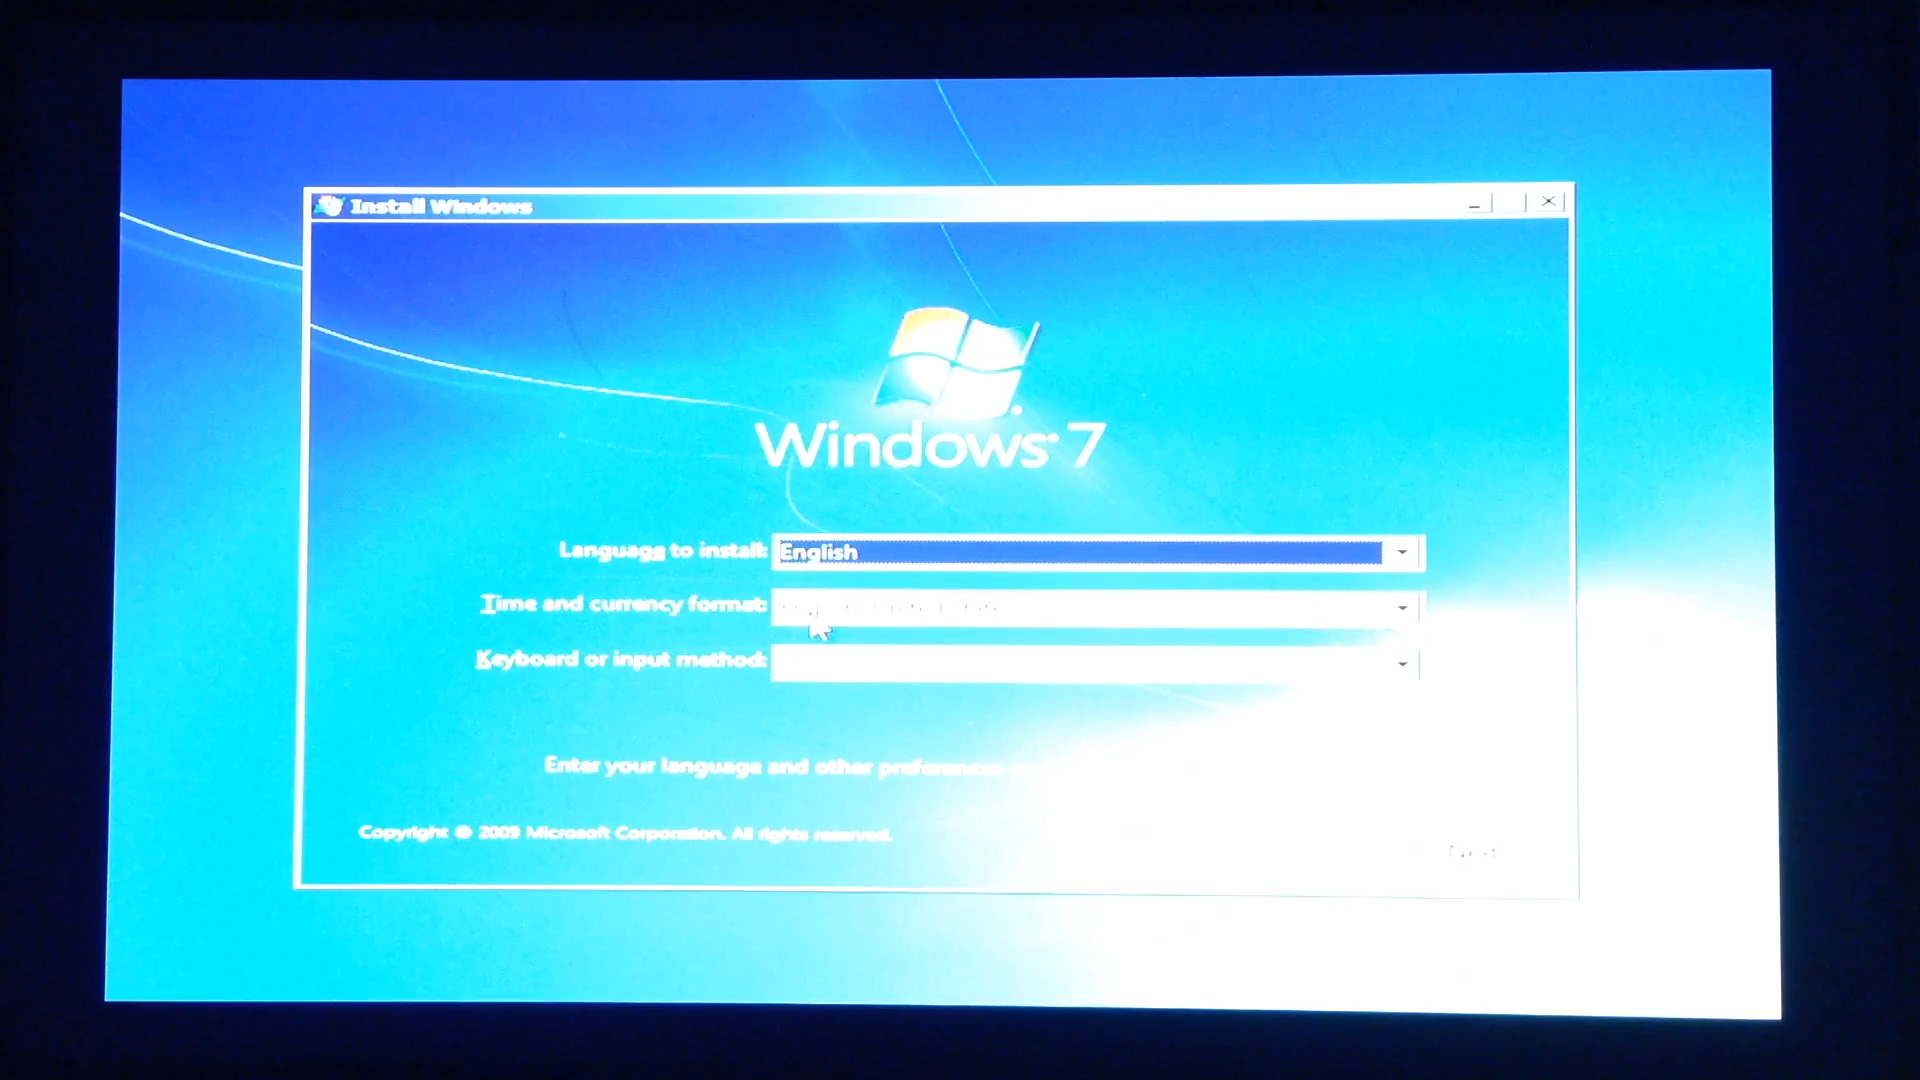 Install Windows
Windows 7
Language to install: English
Time and currency format:
Keyboard or input method:
Enter your language and other preferences
Copyright © 2009 Microsoft Corporation. All rights reserved.
Next